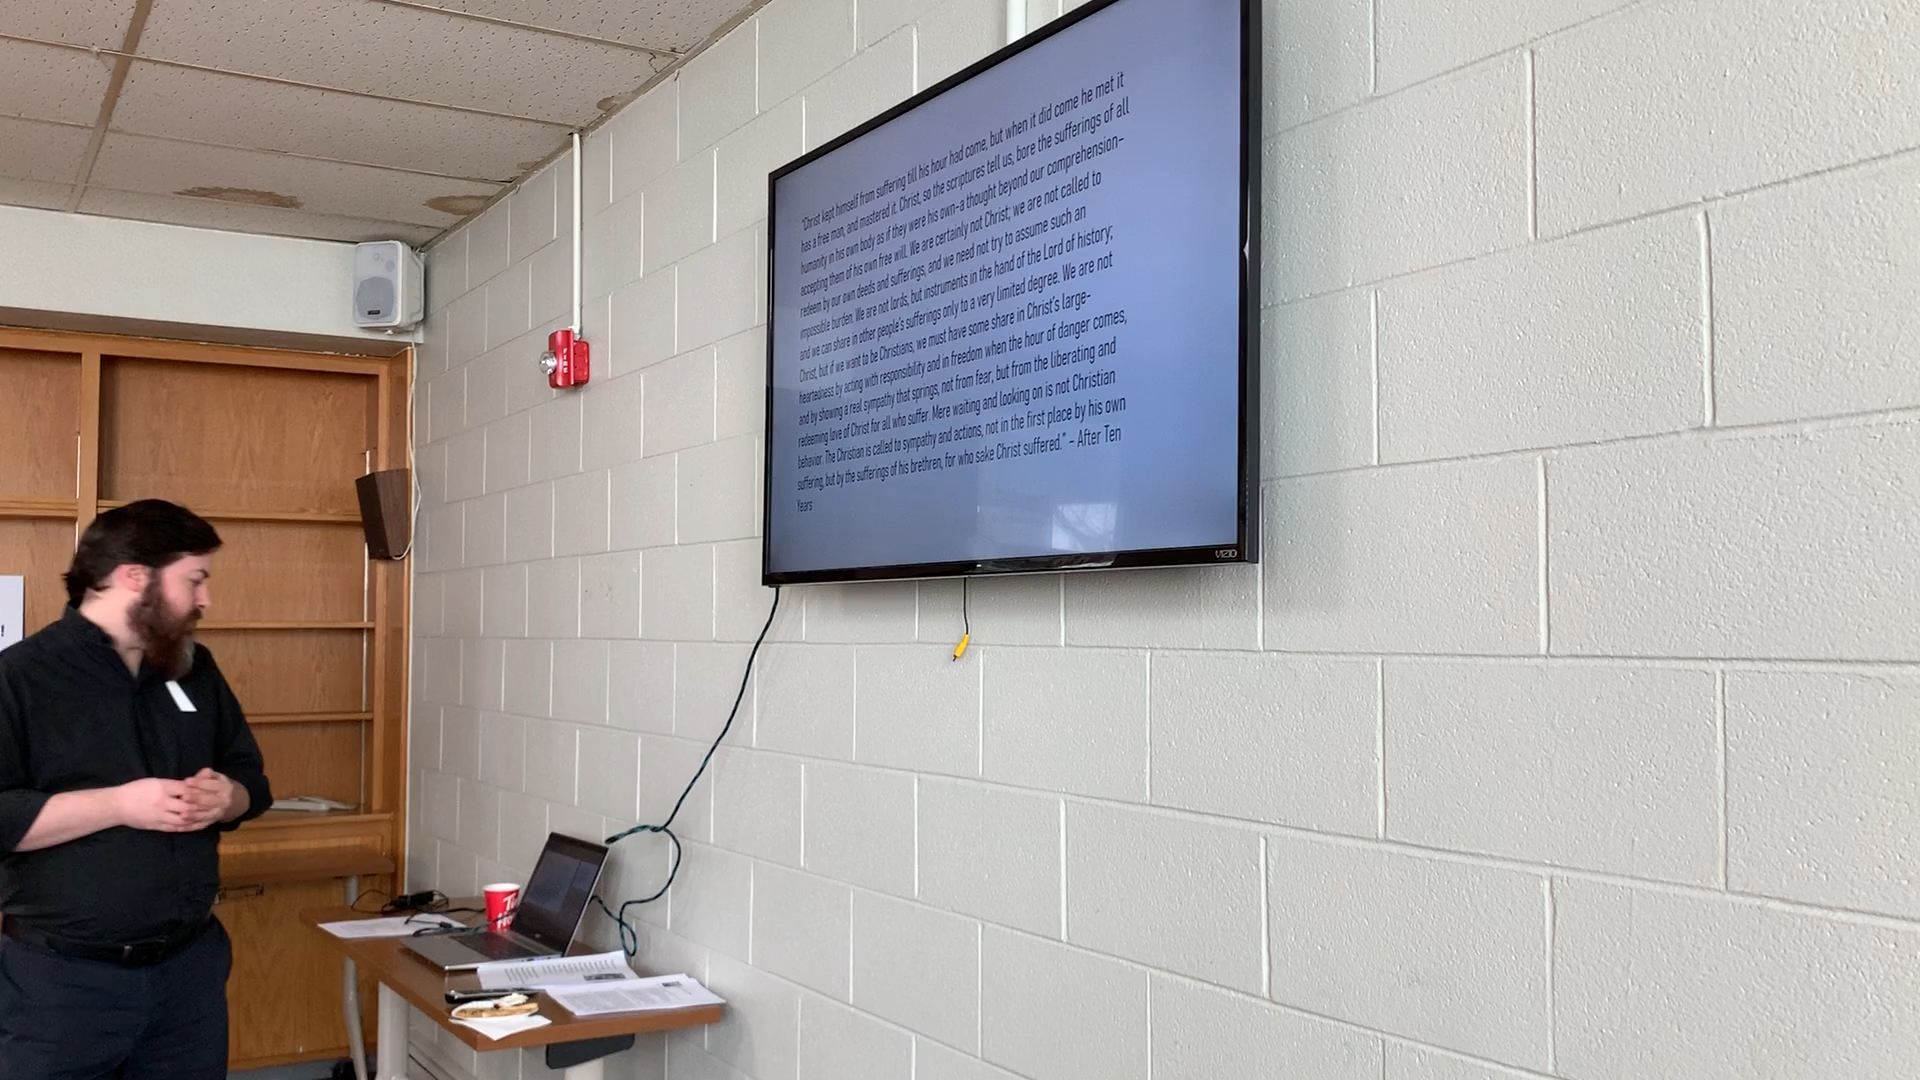 "Christ kept himself from suffering till his hour had come, but when it did come he met it
has a free man, and mastered it. Christ, so the scriptures tell us, bore the sufferings of all
humanity in his own body as if they were his own–a thought beyond our comprehension–
accepting them of his own free will. We are certainly not Christ; we are not called to
redeem by our own deeds and sufferings, and we need not try to assume such an
impossible burden. We are not lords, but instruments in the hand of the Lord of history;
and we can share in other people's sufferings only to a very limited degree. We are not
Christ, but if we want to be Christians, we must have some share in Christ's large-
heartedness by acting with responsibility and in freedom when the hour of danger comes,
and by showing a real sympathy that springs, not from fear, but from the liberating and
redeeming love of Christ for all who suffer. Mere waiting and looking on is not Christian
behavior. The Christian is called to sympathy and actions, not in the first place by his own
suffering, but by the sufferings of his brethren, for who sake Christ suffered." – After Ten
Years
VIZIO
FIRE
!